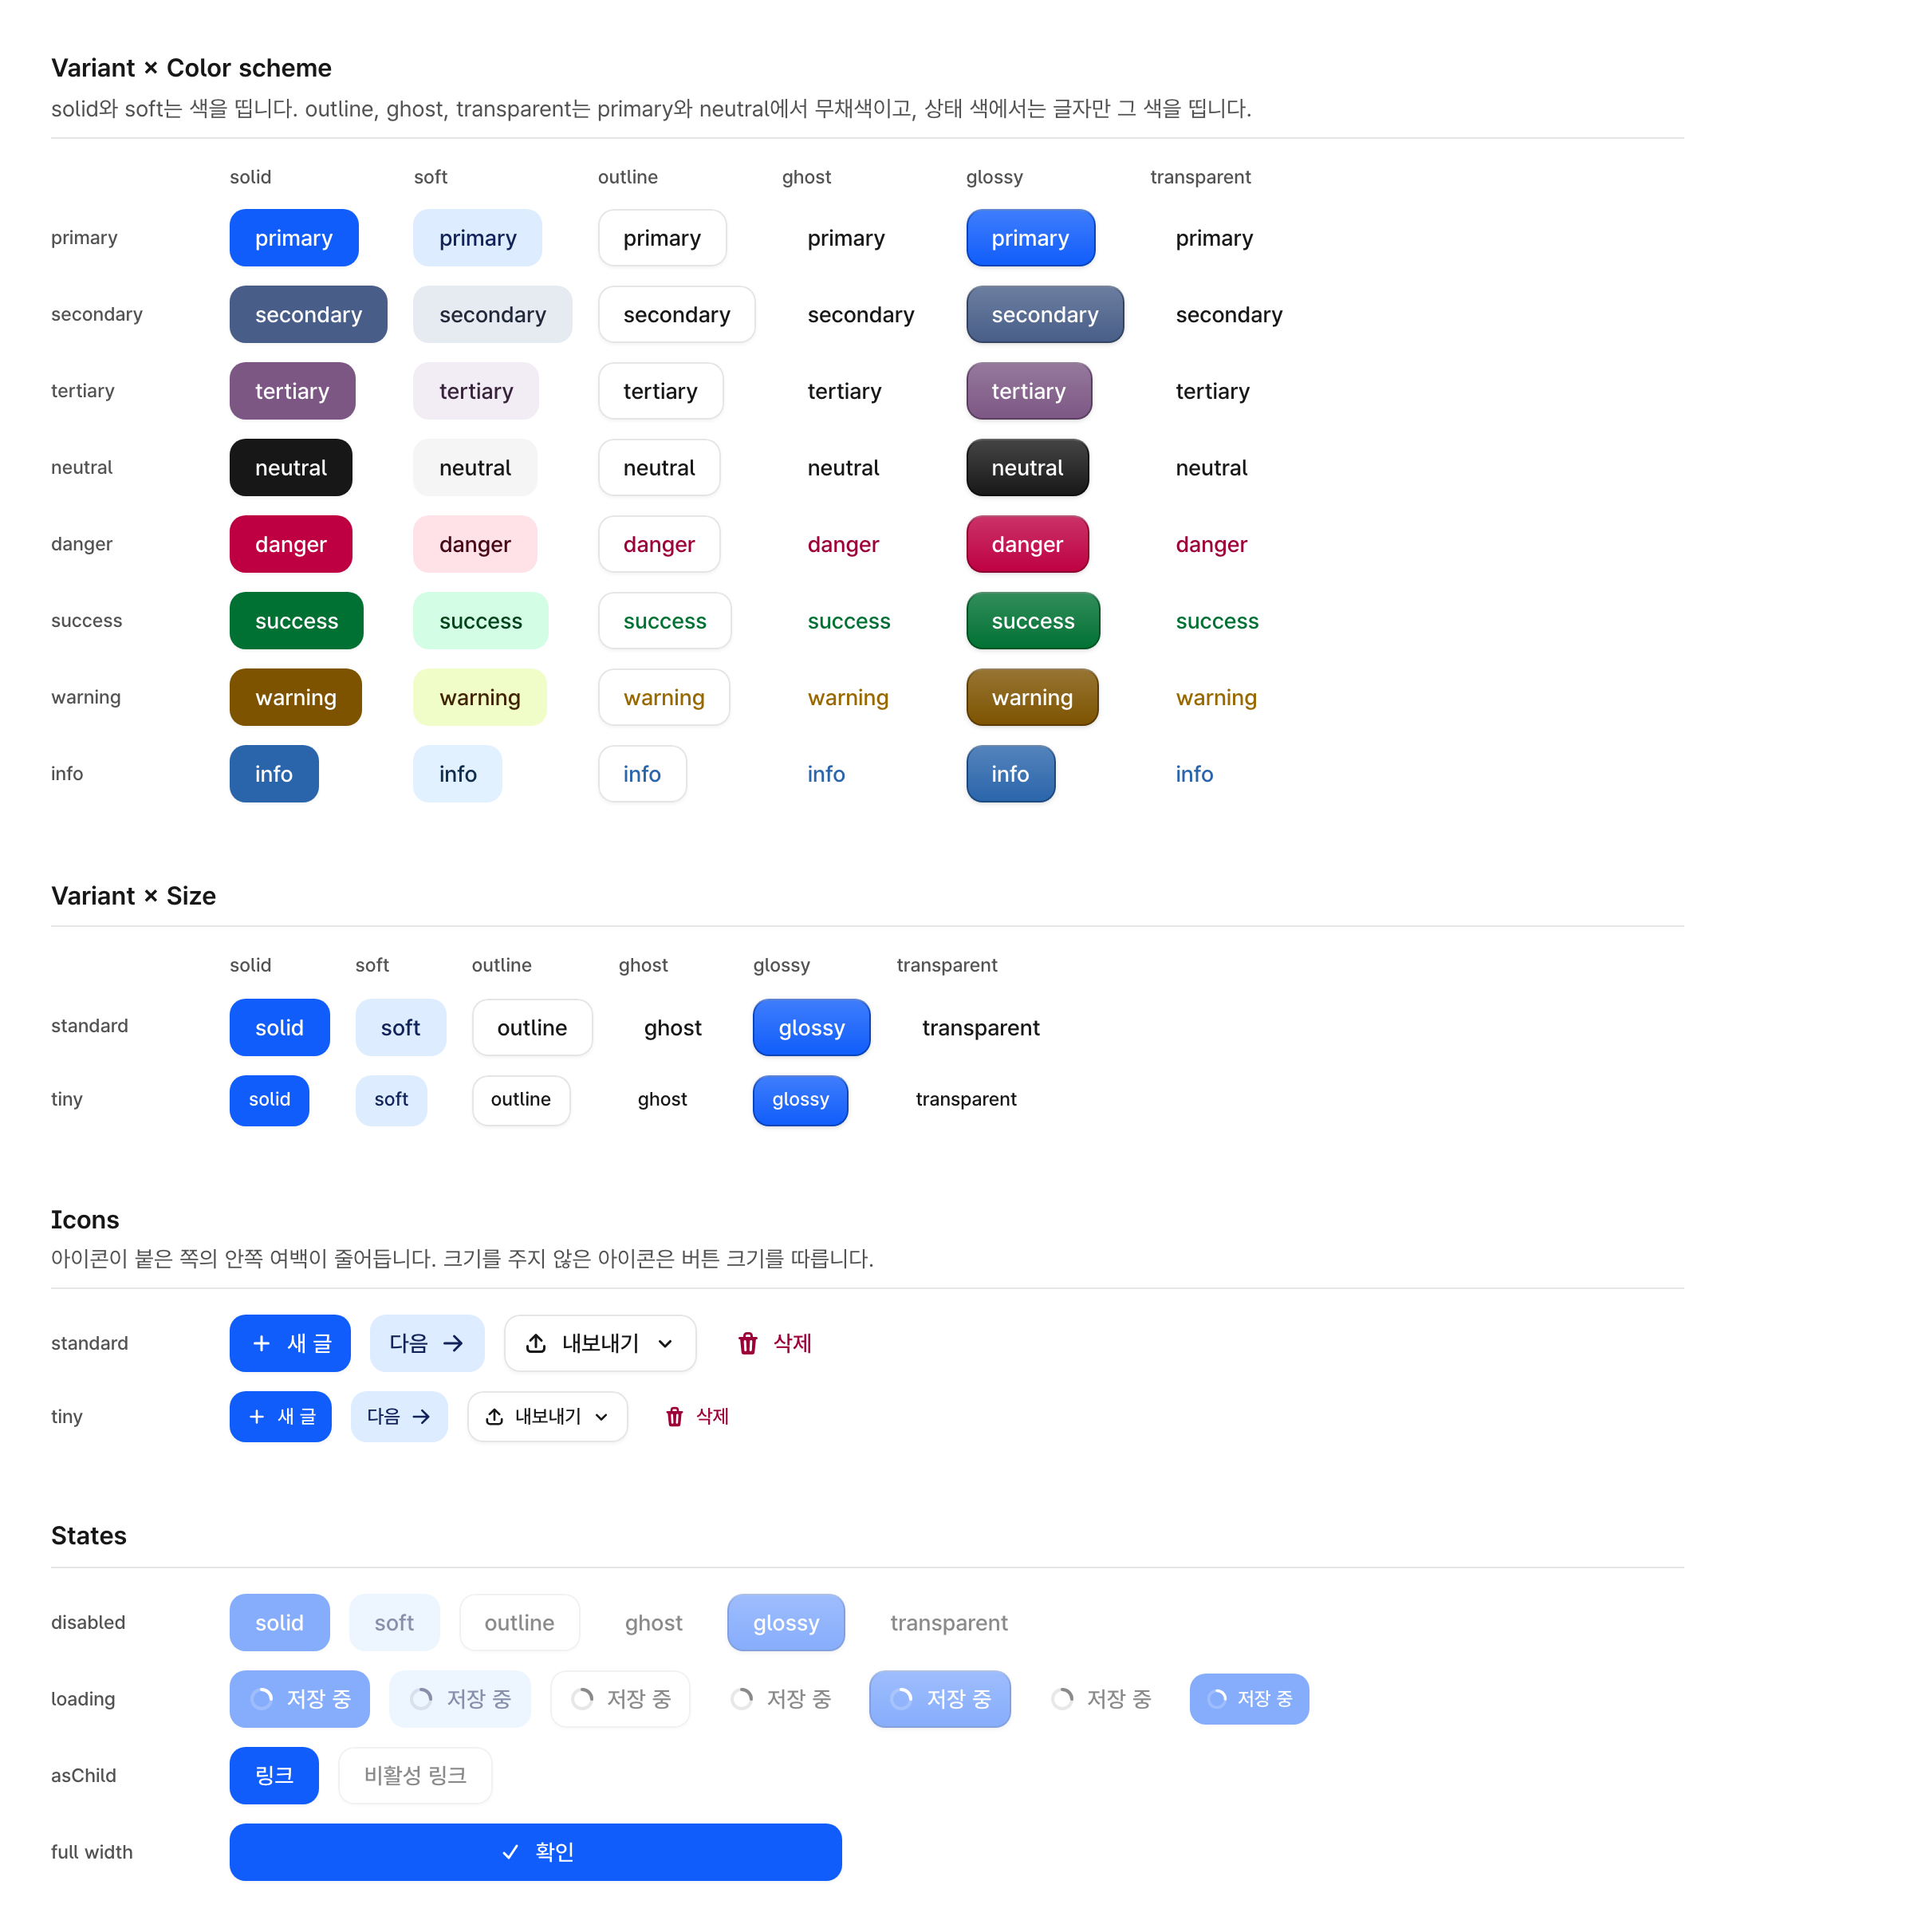 Variant × Color scheme
solid와 soft는 색을 띱니다. outline, ghost, transparent는 primary와 neutral에서 무채색이고, 상태 색에서는 글자만 그 색을 띱니다.
solid soft outline ghost glossy transparent
primary primary primary primary primary primary primary
secondary secondary secondary secondary secondary secondary secondary
tertiary tertiary tertiary tertiary tertiary tertiary tertiary
neutral neutral neutral neutral neutral neutral neutral
danger danger danger danger danger danger danger
success success success success success success success
warning warning warning warning warning warning warning
info info info info info info info
Variant × Size
solid soft outline ghost glossy transparent
standard solid soft outline ghost glossy transparent
tiny solid soft outline ghost glossy transparent
Icons
아이콘이 붙은 쪽의 안쪽 여백이 줄어듭니다. 크기를 주지 않은 아이콘은 버튼 크기를 따릅니다.
standard 새 글 다음 내보내기 삭제
tiny 새 글 다음 내보내기 삭제
States
disabled solid soft outline ghost glossy transparent
loading 저장 중 저장 중 저장 중 저장 중 저장 중 저장 중 저장 중
asChild 링크 비활성 링크
full width 확인